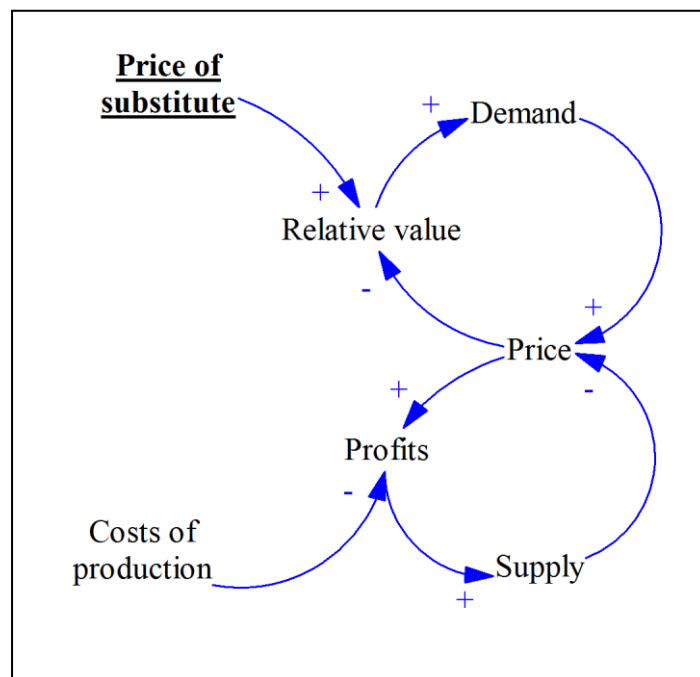 Price of
substitute
+
Demand
+
Relative value
-
+
Price
+
-
Profits
-
Costs of
production
Supply
+